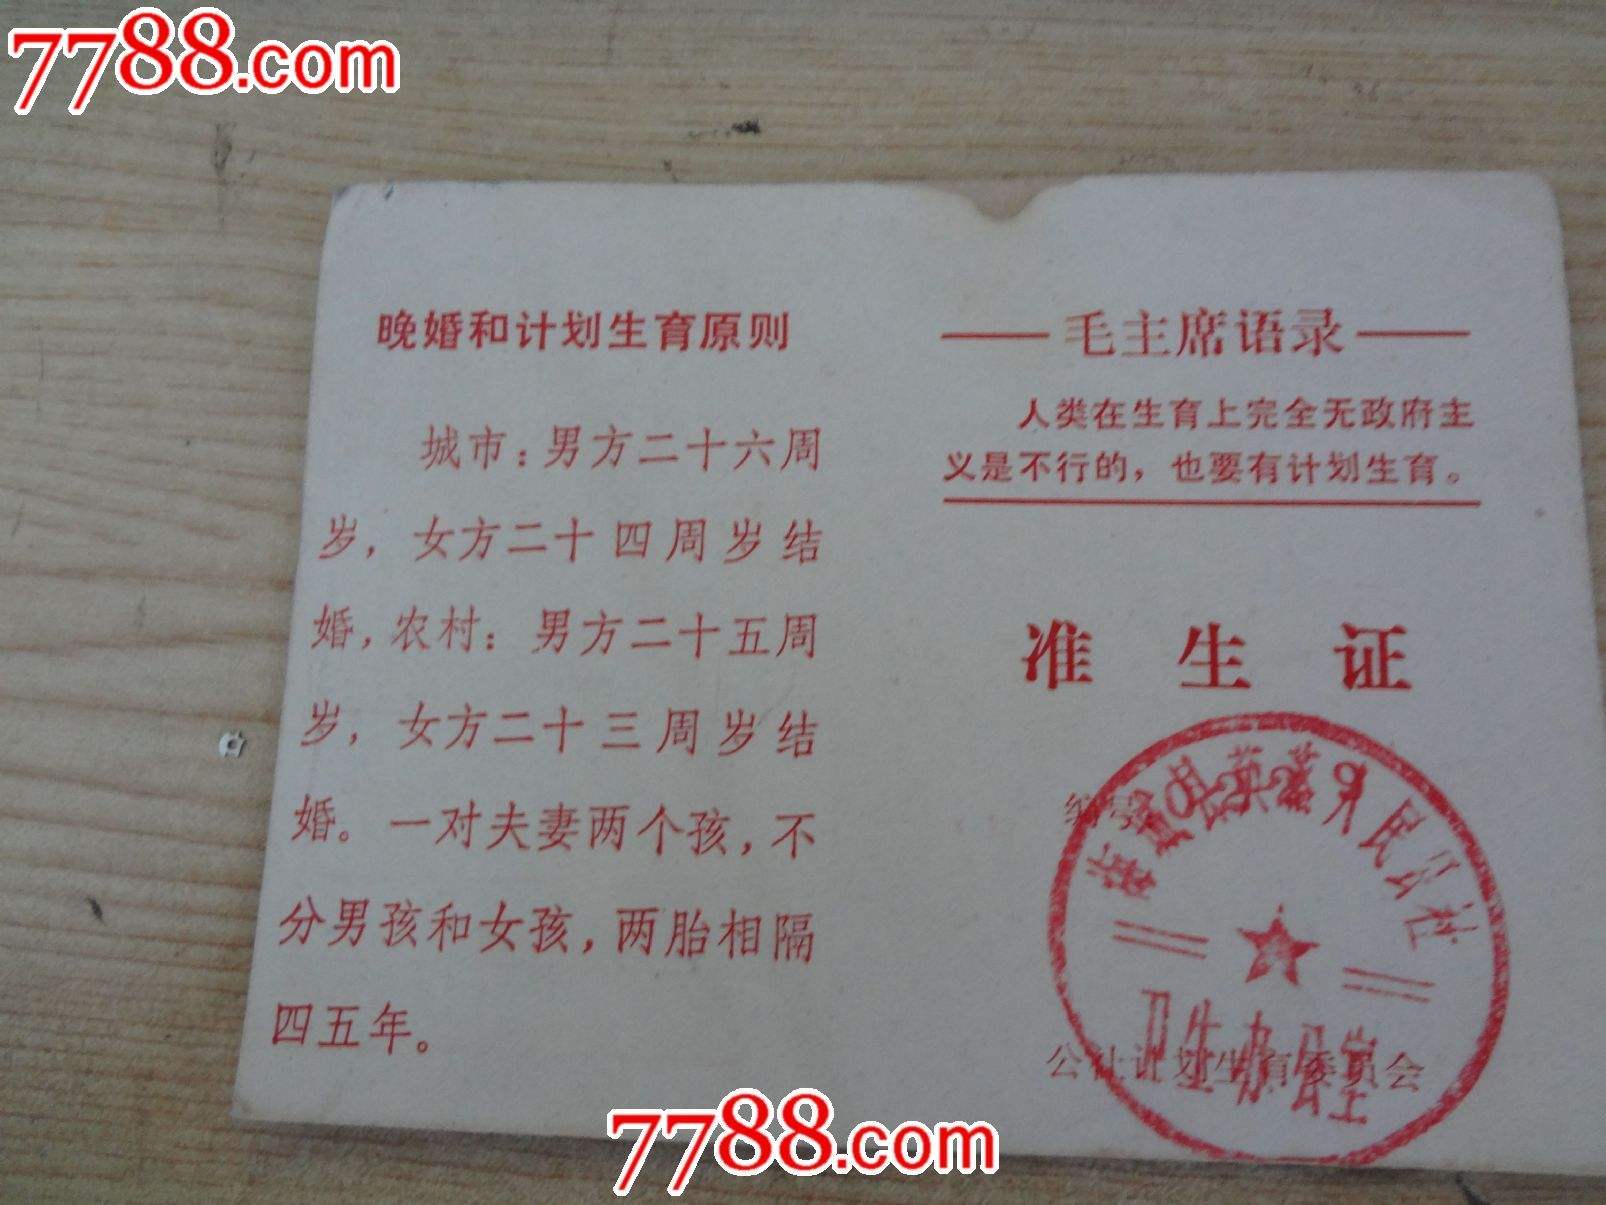 7788.com
晚婚和计划生育原则
城市：男方二十六周
岁，女方二十四周岁结
婚，农村：男方二十五周
岁，女方二十三周岁结
婚。一对夫妻两个孩，不
分男孩和女孩，两胎相隔
四五年。
毛主席语录
人类在生育上完全无政府主
义是不行的，也要有计划生育。
准生证
编号
人民公社
卫生办公室
公社计划生育委员会
7788.com